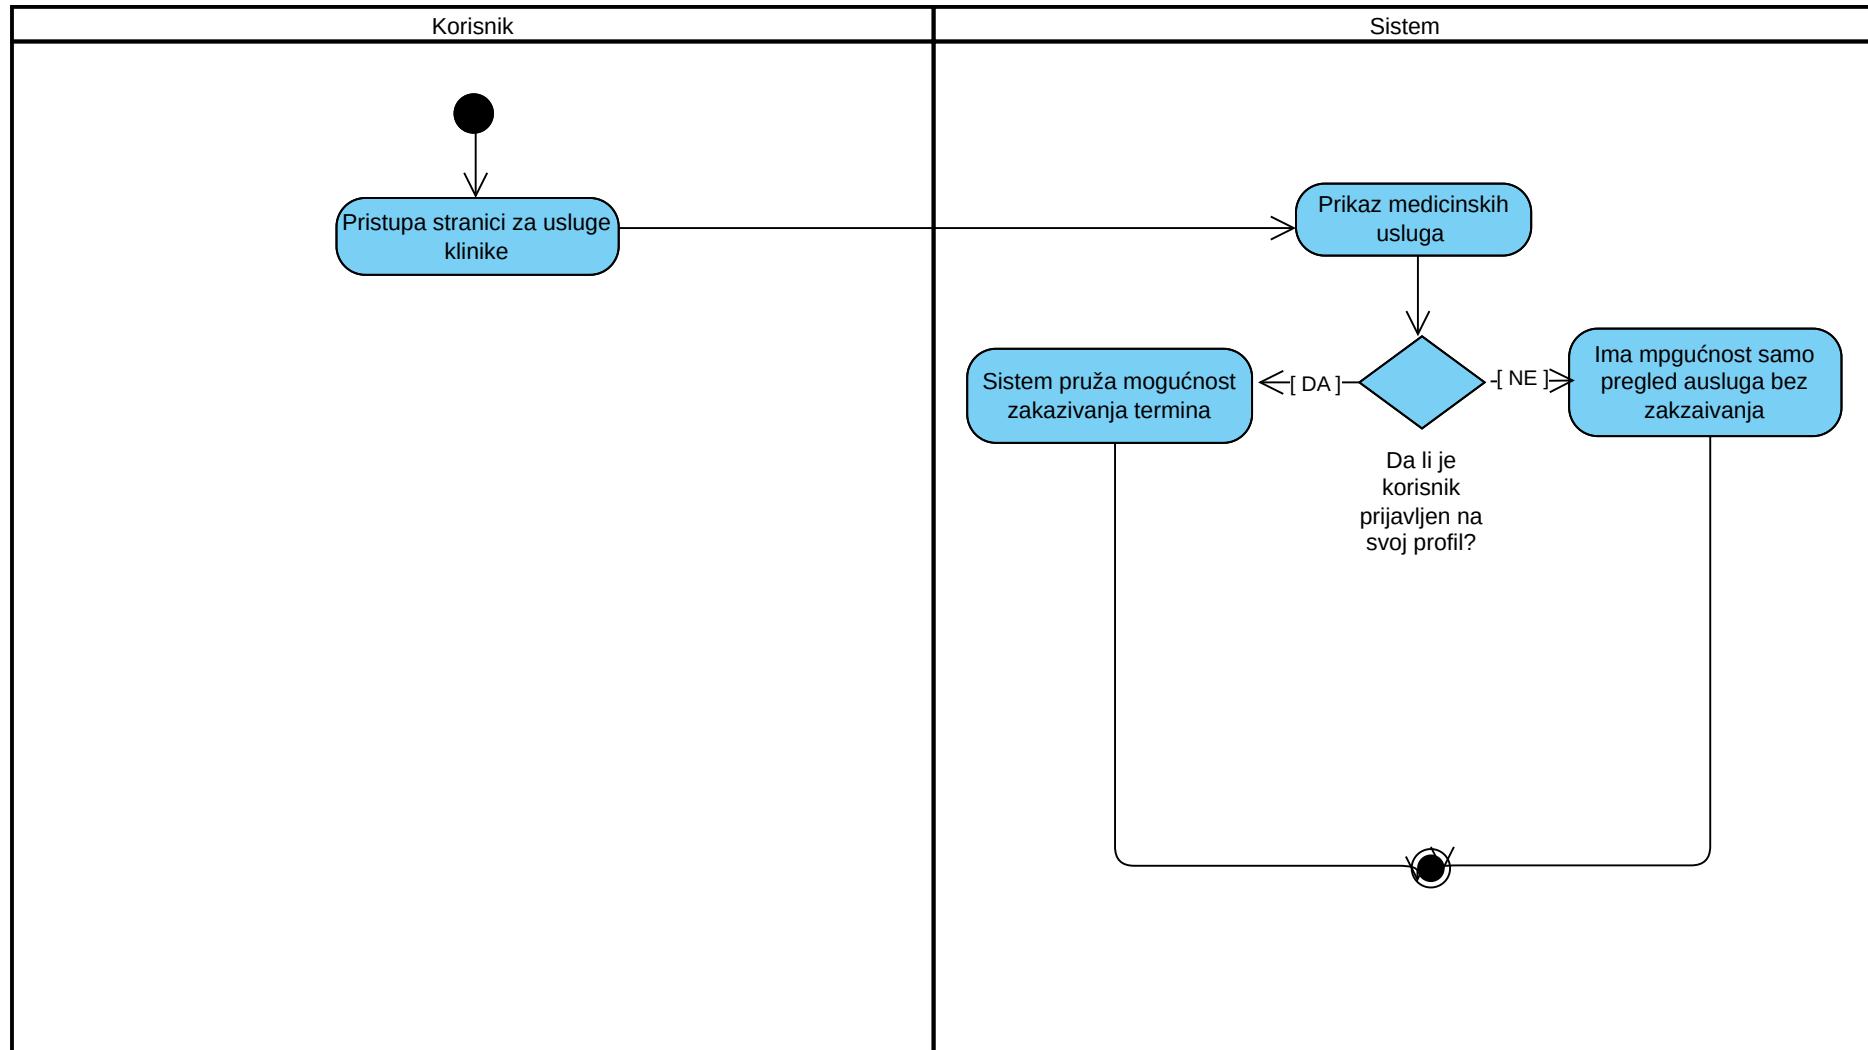 Korisnik
Sistem
Pristupa stranici za usluge
klinike
Prikaz medicinskih
usluga
Sistem pruža mogućnost
zakazivanja termina
[ DA ]
[ NE ]
Ima mpgućnost samo
pregled ausluga bez
zakzaivanja
Da li je
korisnik
prijavljen na
svoj profil?